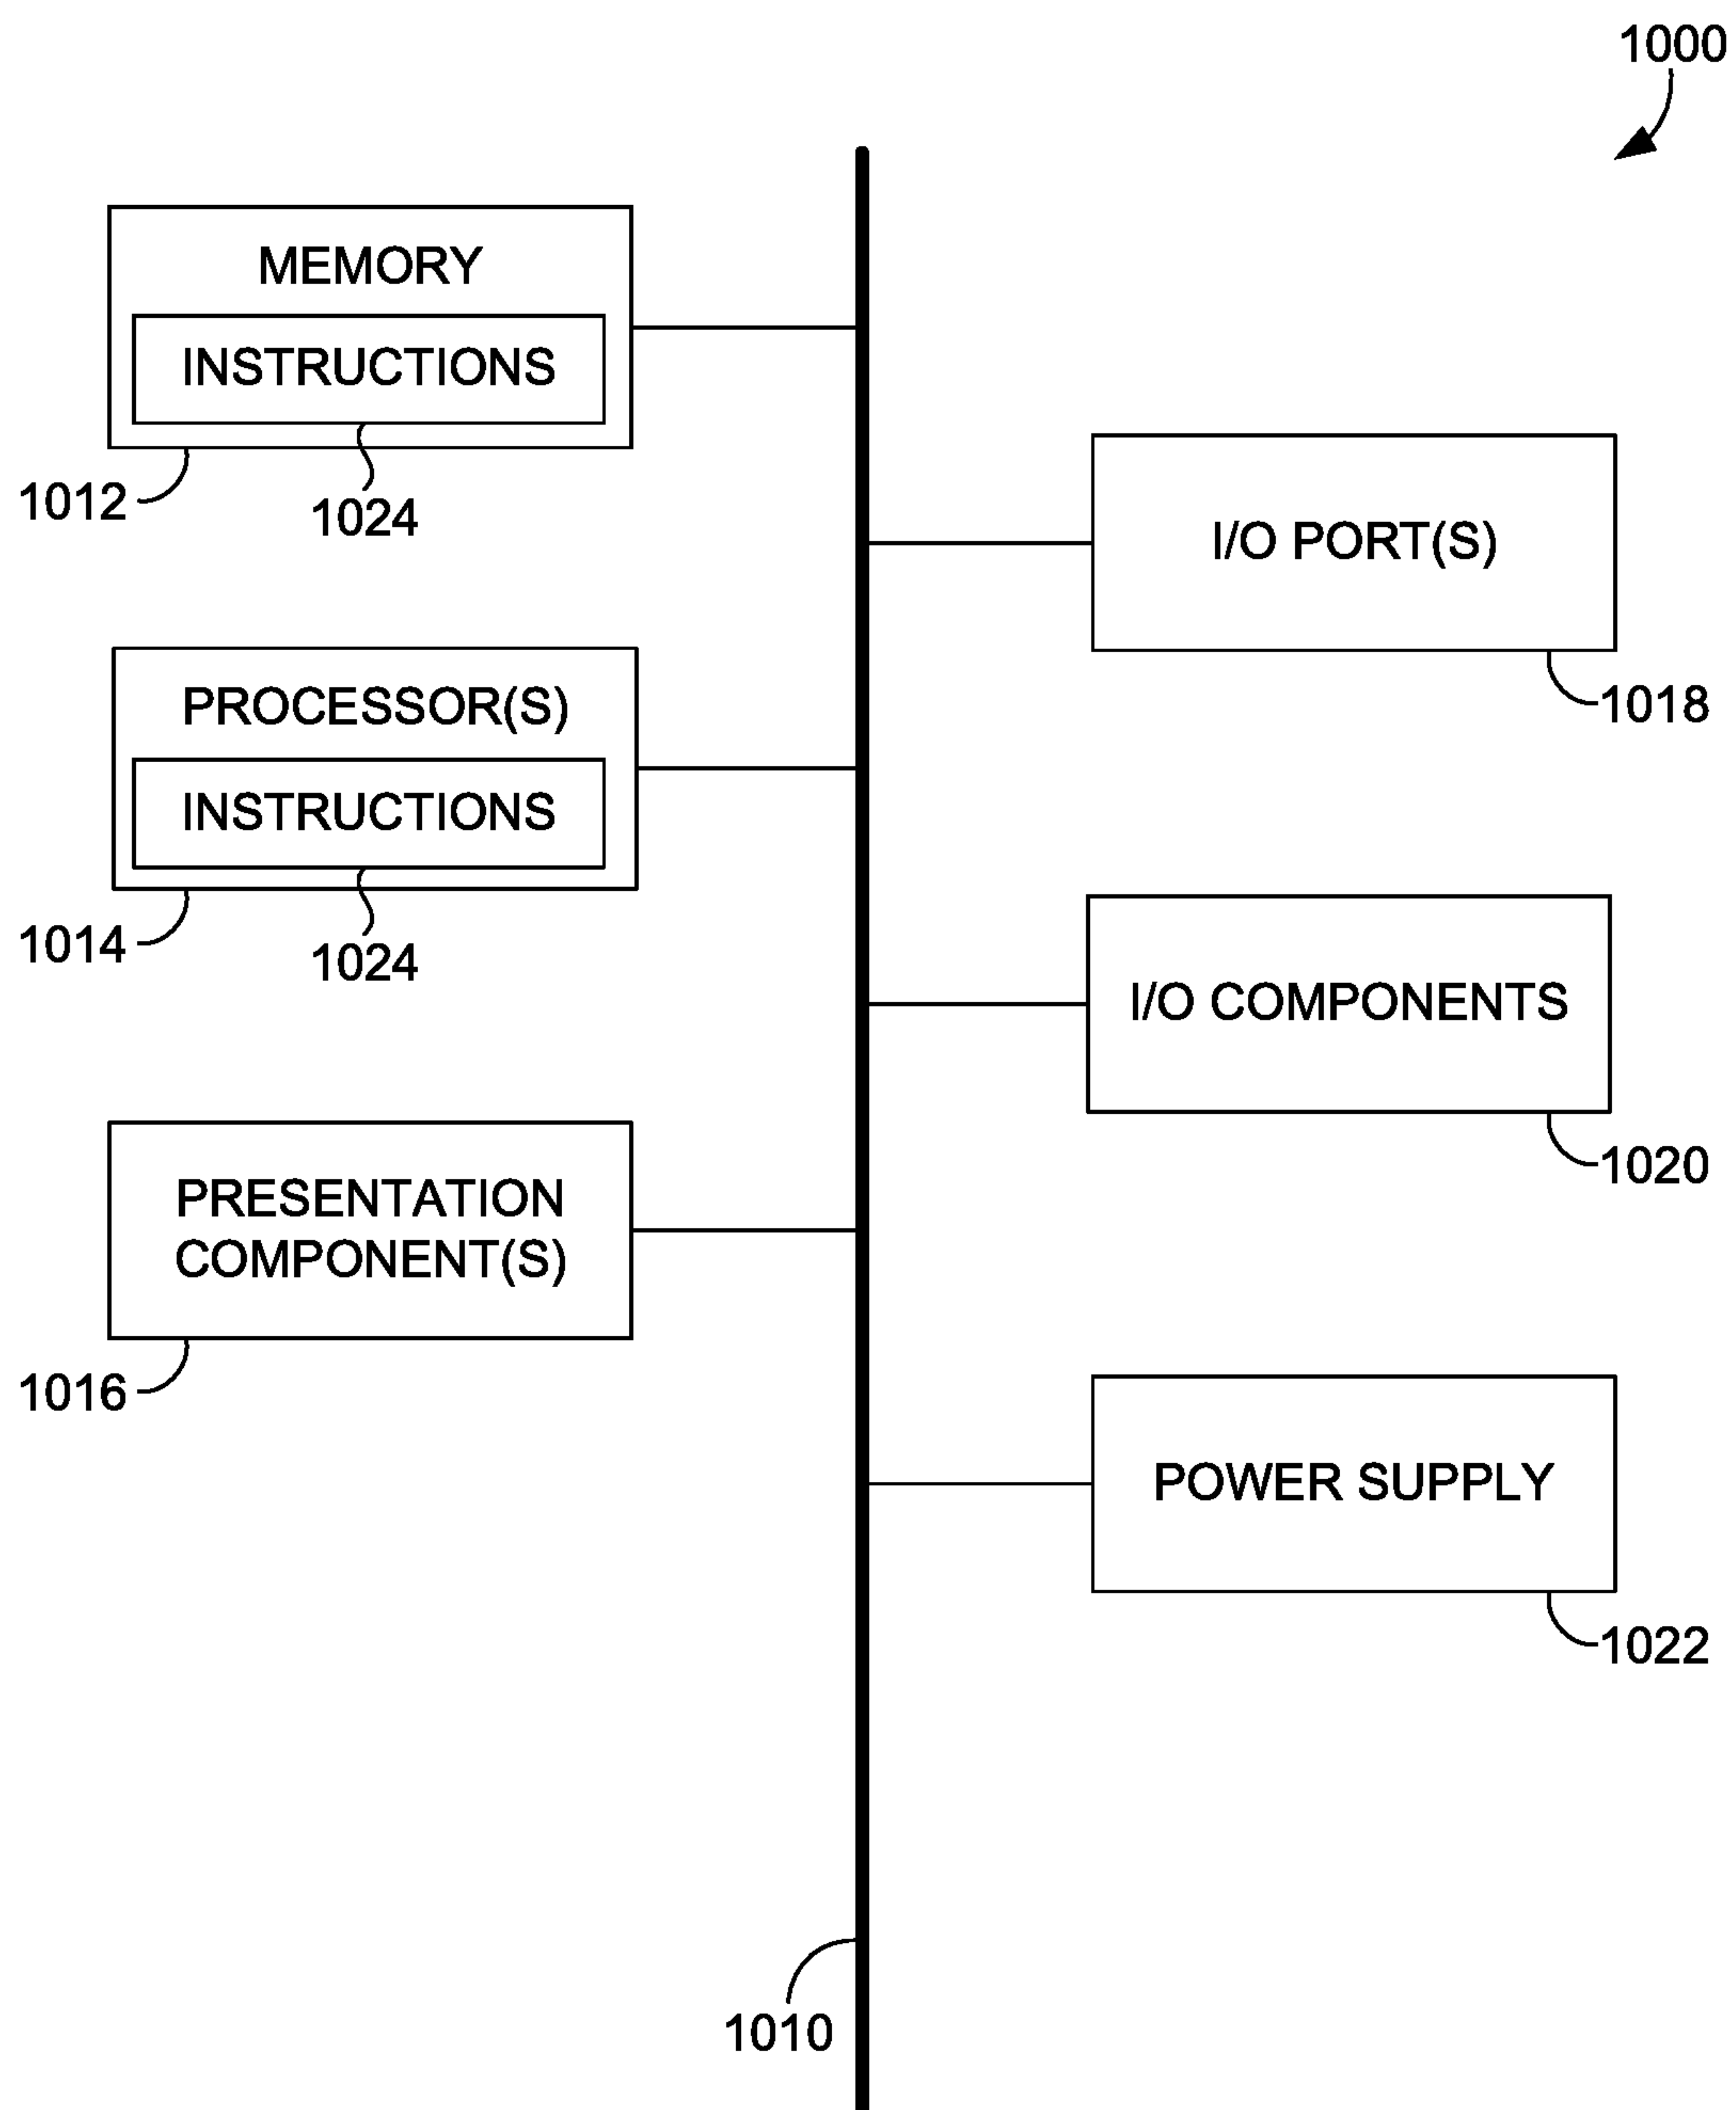 1000
MEMORY
INSTRUCTIONS
1012
1024
PROCESSOR(S)
INSTRUCTIONS
1014
1024
PRESENTATION
COMPONENT(S)
1016
I/O PORT(S)
1018
I/O COMPONENTS
1020
POWER SUPPLY
1022
1010